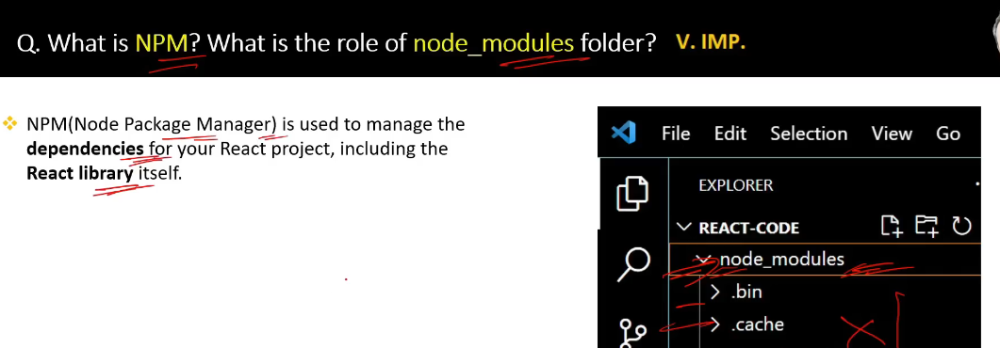 Q. What is NPM? What is the role of node_modules folder? V. IMP.
NPM(Node Package Manager) is used to manage the
dependencies for your React project, including the
React library itself.
File Edit Selection View Go
EXPLORER
REACT-CODE
node_modules
.bin
.cache